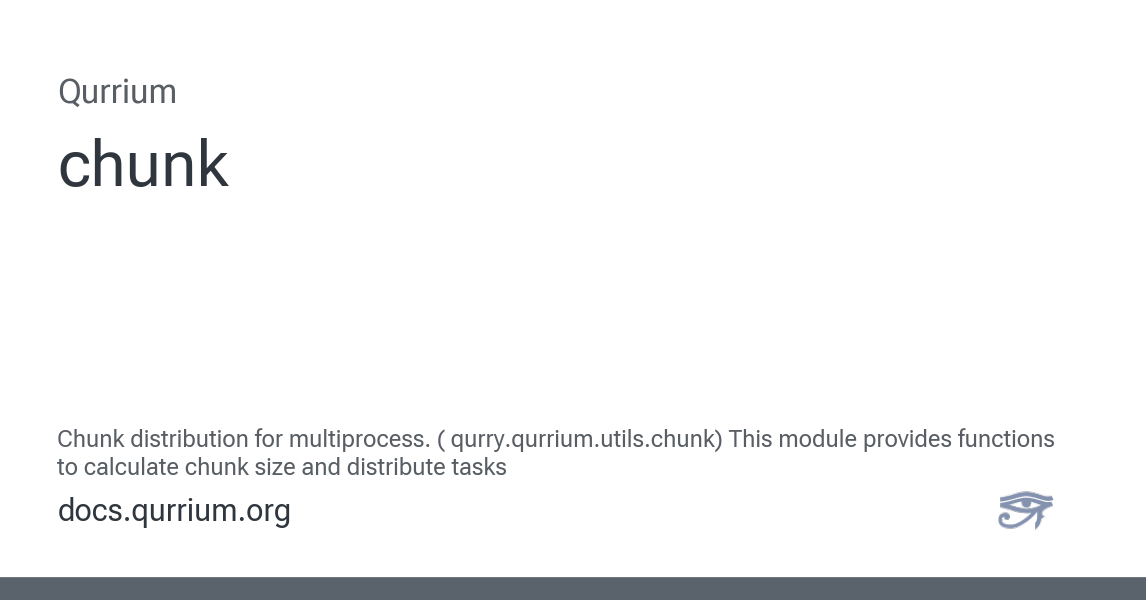 Qurrium
chunk
Chunk distribution for multiprocess. ( qurry.qurrium.utils.chunk) This module provides functions
to calculate chunk size and distribute tasks
docs.qurrium.org